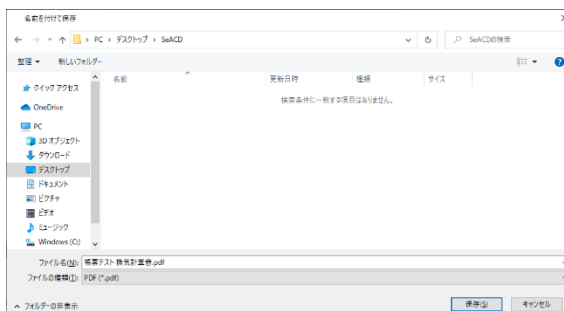 名前を付けて保存
PC › デスクトップ › SeACD
SeACDの検索
整理 新しいフォルダー
名前 更新日時 種類 サイズ
検索条件に一致する項目はありません。
クイック アクセス
OneDrive
PC
3D オブジェクト
ダウンロード
デスクトップ
ドキュメント
ピクチャ
ビデオ
ミュージック
Windows (C:)
ファイル名(N): 帳票テスト 換気計算書.pdf
ファイルの種類(T): PDF (*.pdf)
フォルダーの非表示
保存(S) キャンセル